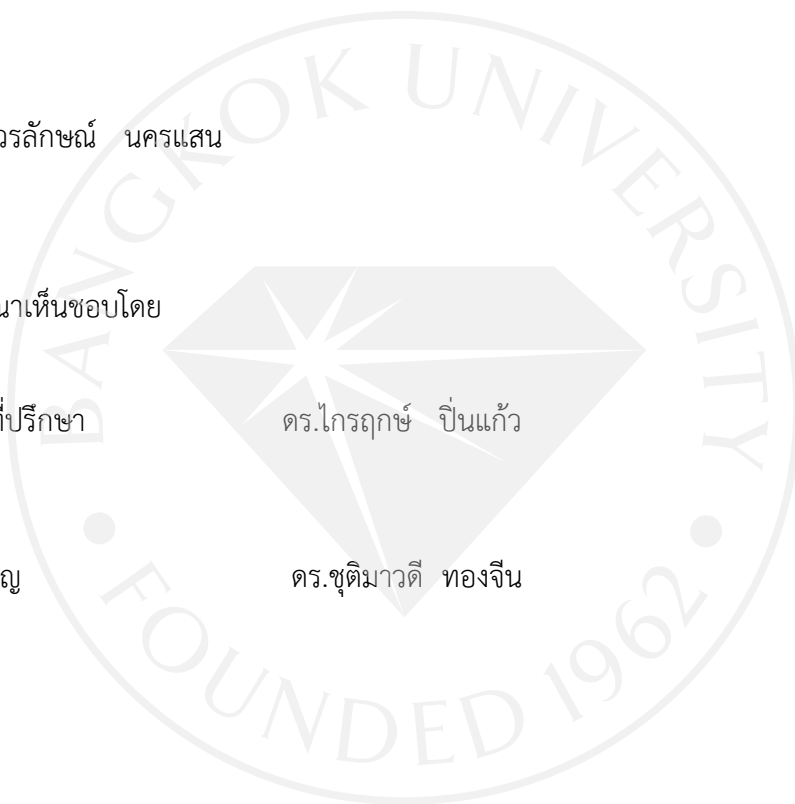 วรลักษณ์ นครแสน
นาเห็นชอบโดย
ที่ปรึกษา ดร.ไกรฤกษ์ ปิ่นแก้ว
ญ ดร.ชุติมาวดี ทองจีน
BANGKOK UNIVERSITY
FOUNDED 1962